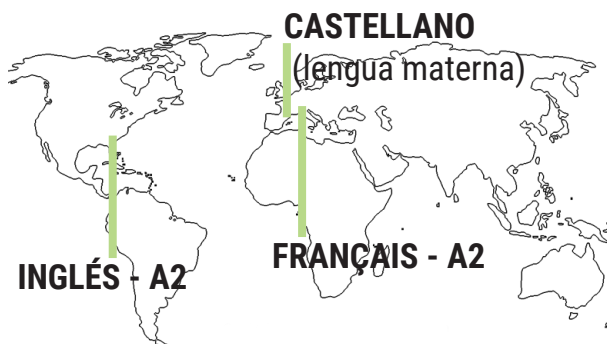 CASTELLANO
(lengua materna)
FRANÇAIS - A2
INGLÉS - A2